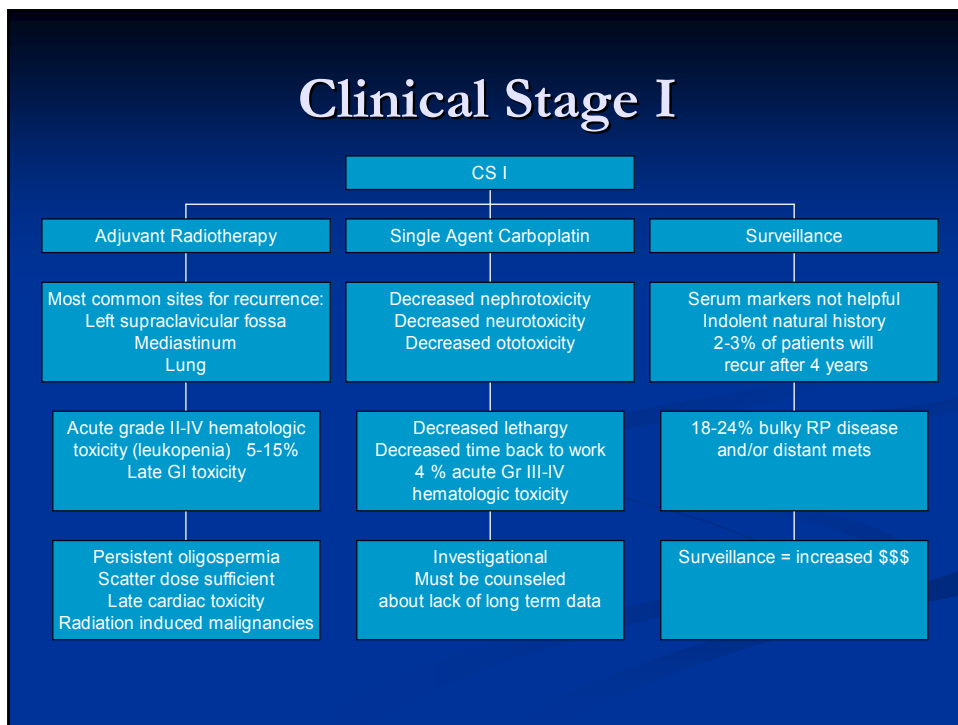 Clinical Stage I
CS I
Adjuvant Radiotherapy
Most common sites for recurrence:
Left supraclavicular fossa
Mediastinum
Lung
Acute grade II-IV hematologic
toxicity (leukopenia)   5-15%
Late GI toxicity
Persistent oligospermia
Scatter dose sufficient
Late cardiac toxicity
Radiation induced malignancies
Single Agent Carboplatin
Decreased nephrotoxicity
Decreased neurotoxicity
Decreased ototoxicity
Decreased lethargy
Decreased time back to work
4 % acute Gr III-IV
hematologic toxicity
Investigational
Must be counseled
about lack of long term data
Surveillance
Serum markers not helpful
Indolent natural history
2-3% of patients will
recur after 4 years
18-24% bulky RP disease
and/or distant mets
Surveillance = increased $$$